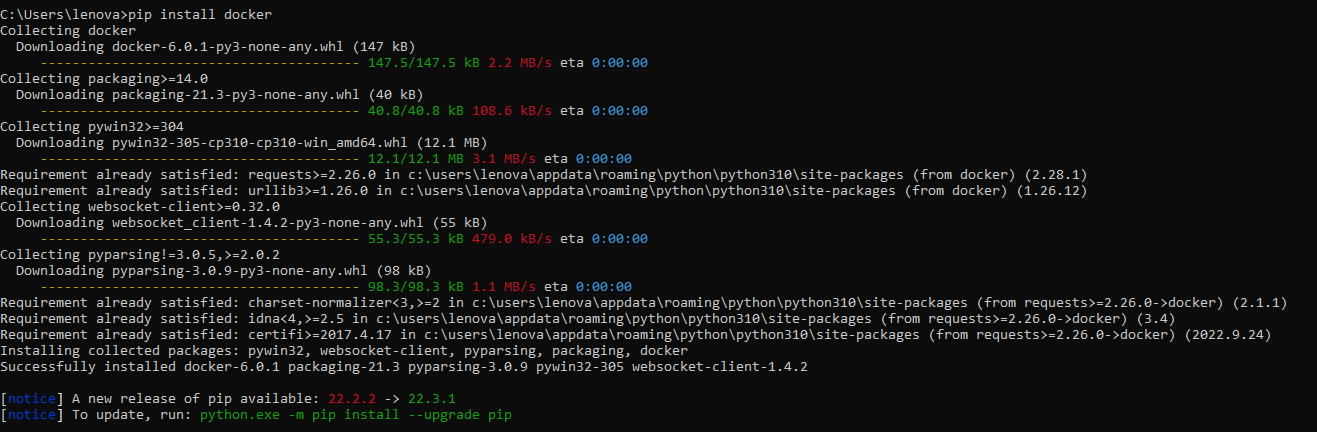 C:\Users\lenova>pip install docker
Collecting docker
  Downloading docker-6.0.1-py3-none-any.whl (147 kB)
     ---------------------------------------- 147.5/147.5 kB 2.2 MB/s eta 0:00:00
Collecting packaging>=14.0
  Downloading packaging-21.3-py3-none-any.whl (40 kB)
     ---------------------------------------- 40.8/40.8 kB 108.6 kB/s eta 0:00:00
Collecting pywin32>=304
  Downloading pywin32-305-cp310-cp310-win_amd64.whl (12.1 MB)
     ---------------------------------------- 12.1/12.1 MB 3.1 MB/s eta 0:00:00
Requirement already satisfied: requests>=2.26.0 in c:\users\lenova\appdata\roaming\python\python310\site-packages (from docker) (2.28.1)
Requirement already satisfied: urllib3>=1.26.0 in c:\users\lenova\appdata\roaming\python\python310\site-packages (from docker) (1.26.12)
Collecting websocket-client>=0.32.0
  Downloading websocket_client-1.4.2-py3-none-any.whl (55 kB)
     ---------------------------------------- 55.3/55.3 kB 479.0 kB/s eta 0:00:00
Collecting pyparsing!=3.0.5,>=2.0.2
  Downloading pyparsing-3.0.9-py3-none-any.whl (98 kB)
     ---------------------------------------- 98.3/98.3 kB 1.1 MB/s eta 0:00:00
Requirement already satisfied: charset-normalizer<3,>=2 in c:\users\lenova\appdata\roaming\python\python310\site-packages (from requests>=2.26.0->docker) (2.1.1)
Requirement already satisfied: idna<4,>=2.5 in c:\users\lenova\appdata\roaming\python\python310\site-packages (from requests>=2.26.0->docker) (3.4)
Requirement already satisfied: certifi>=2017.4.17 in c:\users\lenova\appdata\roaming\python\python310\site-packages (from requests>=2.26.0->docker) (2022.9.24)
Installing collected packages: pywin32, websocket-client, pyparsing, packaging, docker
Successfully installed docker-6.0.1 packaging-21.3 pyparsing-3.0.9 pywin32-305 websocket-client-1.4.2
[notice] A new release of pip available: 22.2.2 -> 22.3.1
[notice] To update, run: python.exe -m pip install --upgrade pip